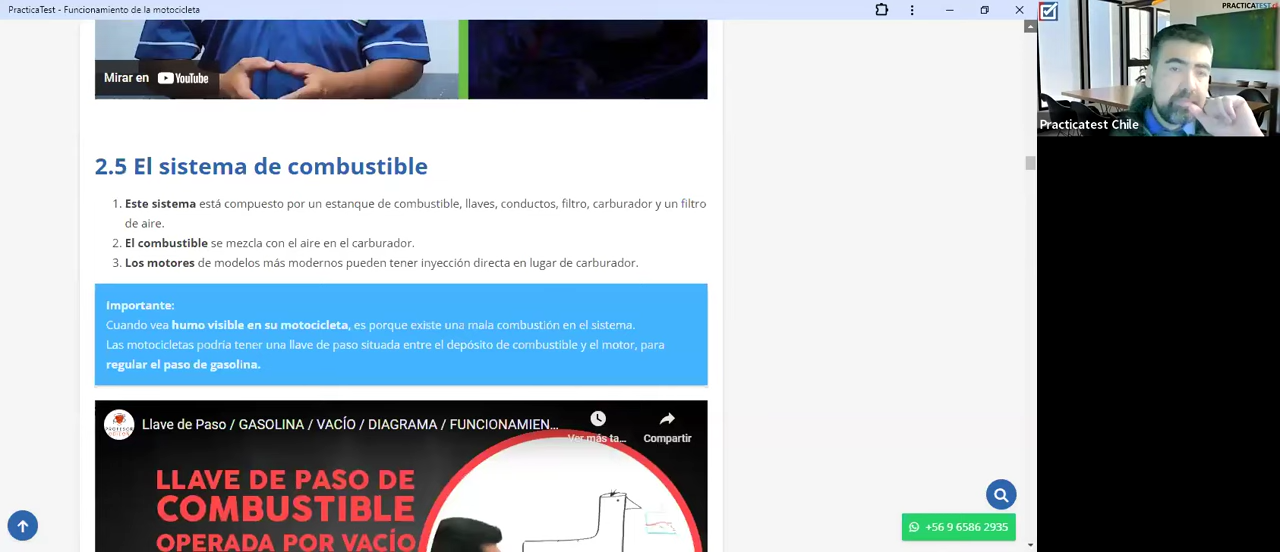 PracticaTest - Funcionamiento de la motocicleta
PRACTICATEST
Mirar en YouTube
Practicatest Chile
2.5 El sistema de combustible
1. Este sistema está compuesto por un estanque de combustible, llaves, conductos, filtro, carburador y un filtro
de aire.
2. El combustible se mezcla con el aire en el carburador.
3. Los motores de modelos más modernos pueden tener inyección directa en lugar de carburador.
Importante:
Cuando vea humo visible en su motocicleta, es porque existe una mala combustión en el sistema.
Las motocicletas podría tener una llave de paso situada entre el depósito de combustible y el motor, para
regular el paso de gasolina.
Llave de Paso / GASOLINA / VACÍO / DIAGRAMA / FUNCIONAMIEN...
Ver más ta...
Compartir
LLAVE DE PASO DE
COMBUSTIBLE
OPERADA POR VACÍO
+56 9 6586 2935